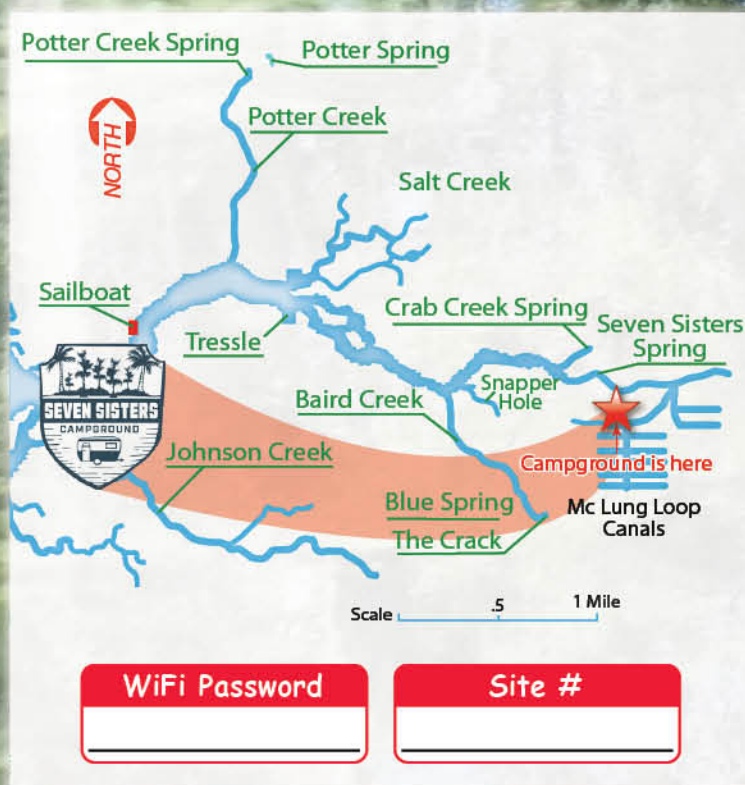 Potter Creek Spring
Potter Spring
NORTH
Potter Creek
Salt Creek
Sailboat
Tressle
Crab Creek Spring
Seven Sisters
Spring
Snapper
Hole
Baird Creek
SEVEN SISTERS
CAMPGROUND
Johnson Creek
Campground is here
Blue Spring
The Crack
Mc Lung Loop
Canals
Scale .5 1 Mile
WiFi Password
Site #